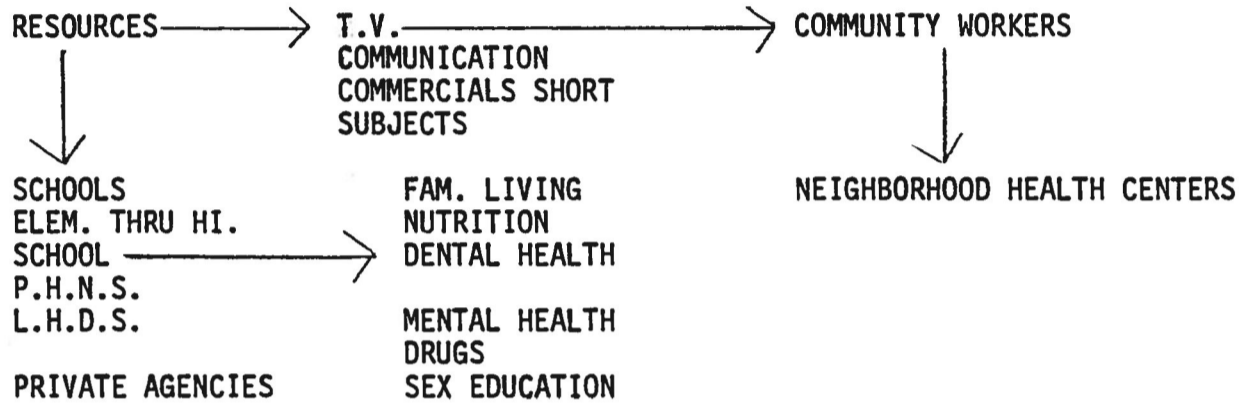 RESOURCES
T.V.
COMMUNICATION
COMMERCIALS SHORT
SUBJECTS
COMMUNITY WORKERS
SCHOOLS
ELEM. THRU HI.
SCHOOL
P.H.N.S.
L.H.D.S.
PRIVATE AGENCIES
FAM. LIVING
NUTRITION
DENTAL HEALTH
MENTAL HEALTH
DRUGS
SEX EDUCATION
NEIGHBORHOOD HEALTH CENTERS